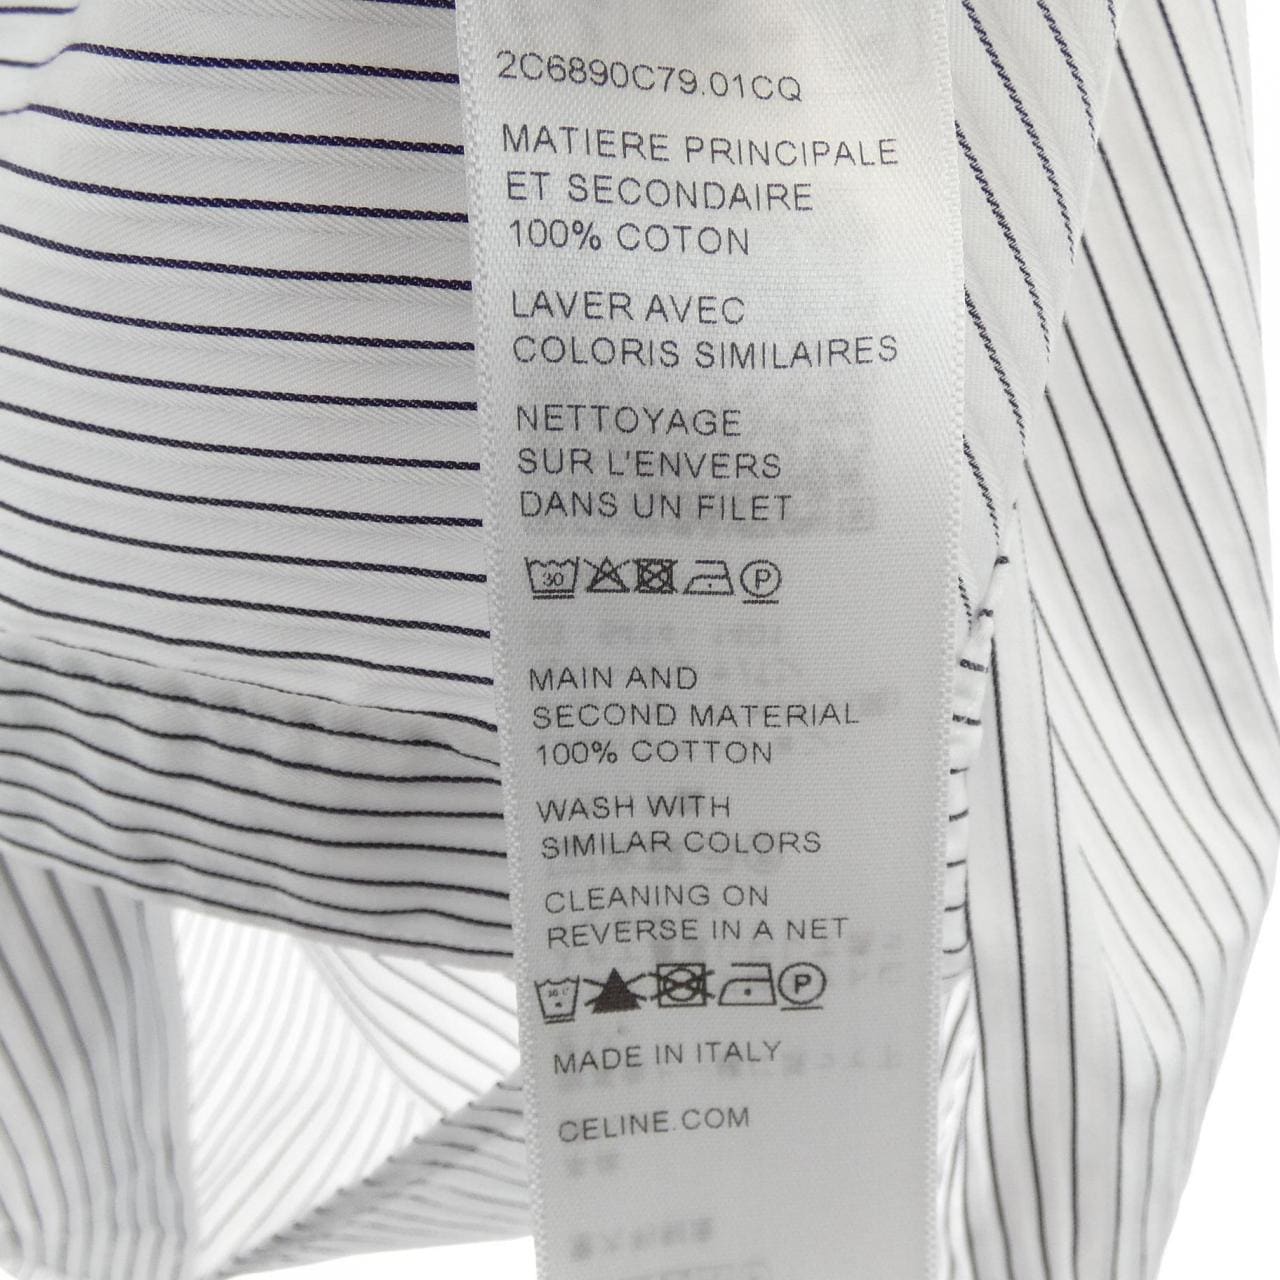 2C6890C79.01CQ
MATIERE PRINCIPALE
ET SECONDAIRE
100% COTON
LAVER AVEC
COLORIS SIMILAIRES
NETTOYAGE
SUR L'ENVERS
DANS UN FILET
30 P
MAIN AND
SECOND MATERIAL
100% COTTON
WASH WITH
SIMILAR COLORS
CLEANING ON
REVERSE IN A NET
P
MADE IN ITALY
CELINE.COM